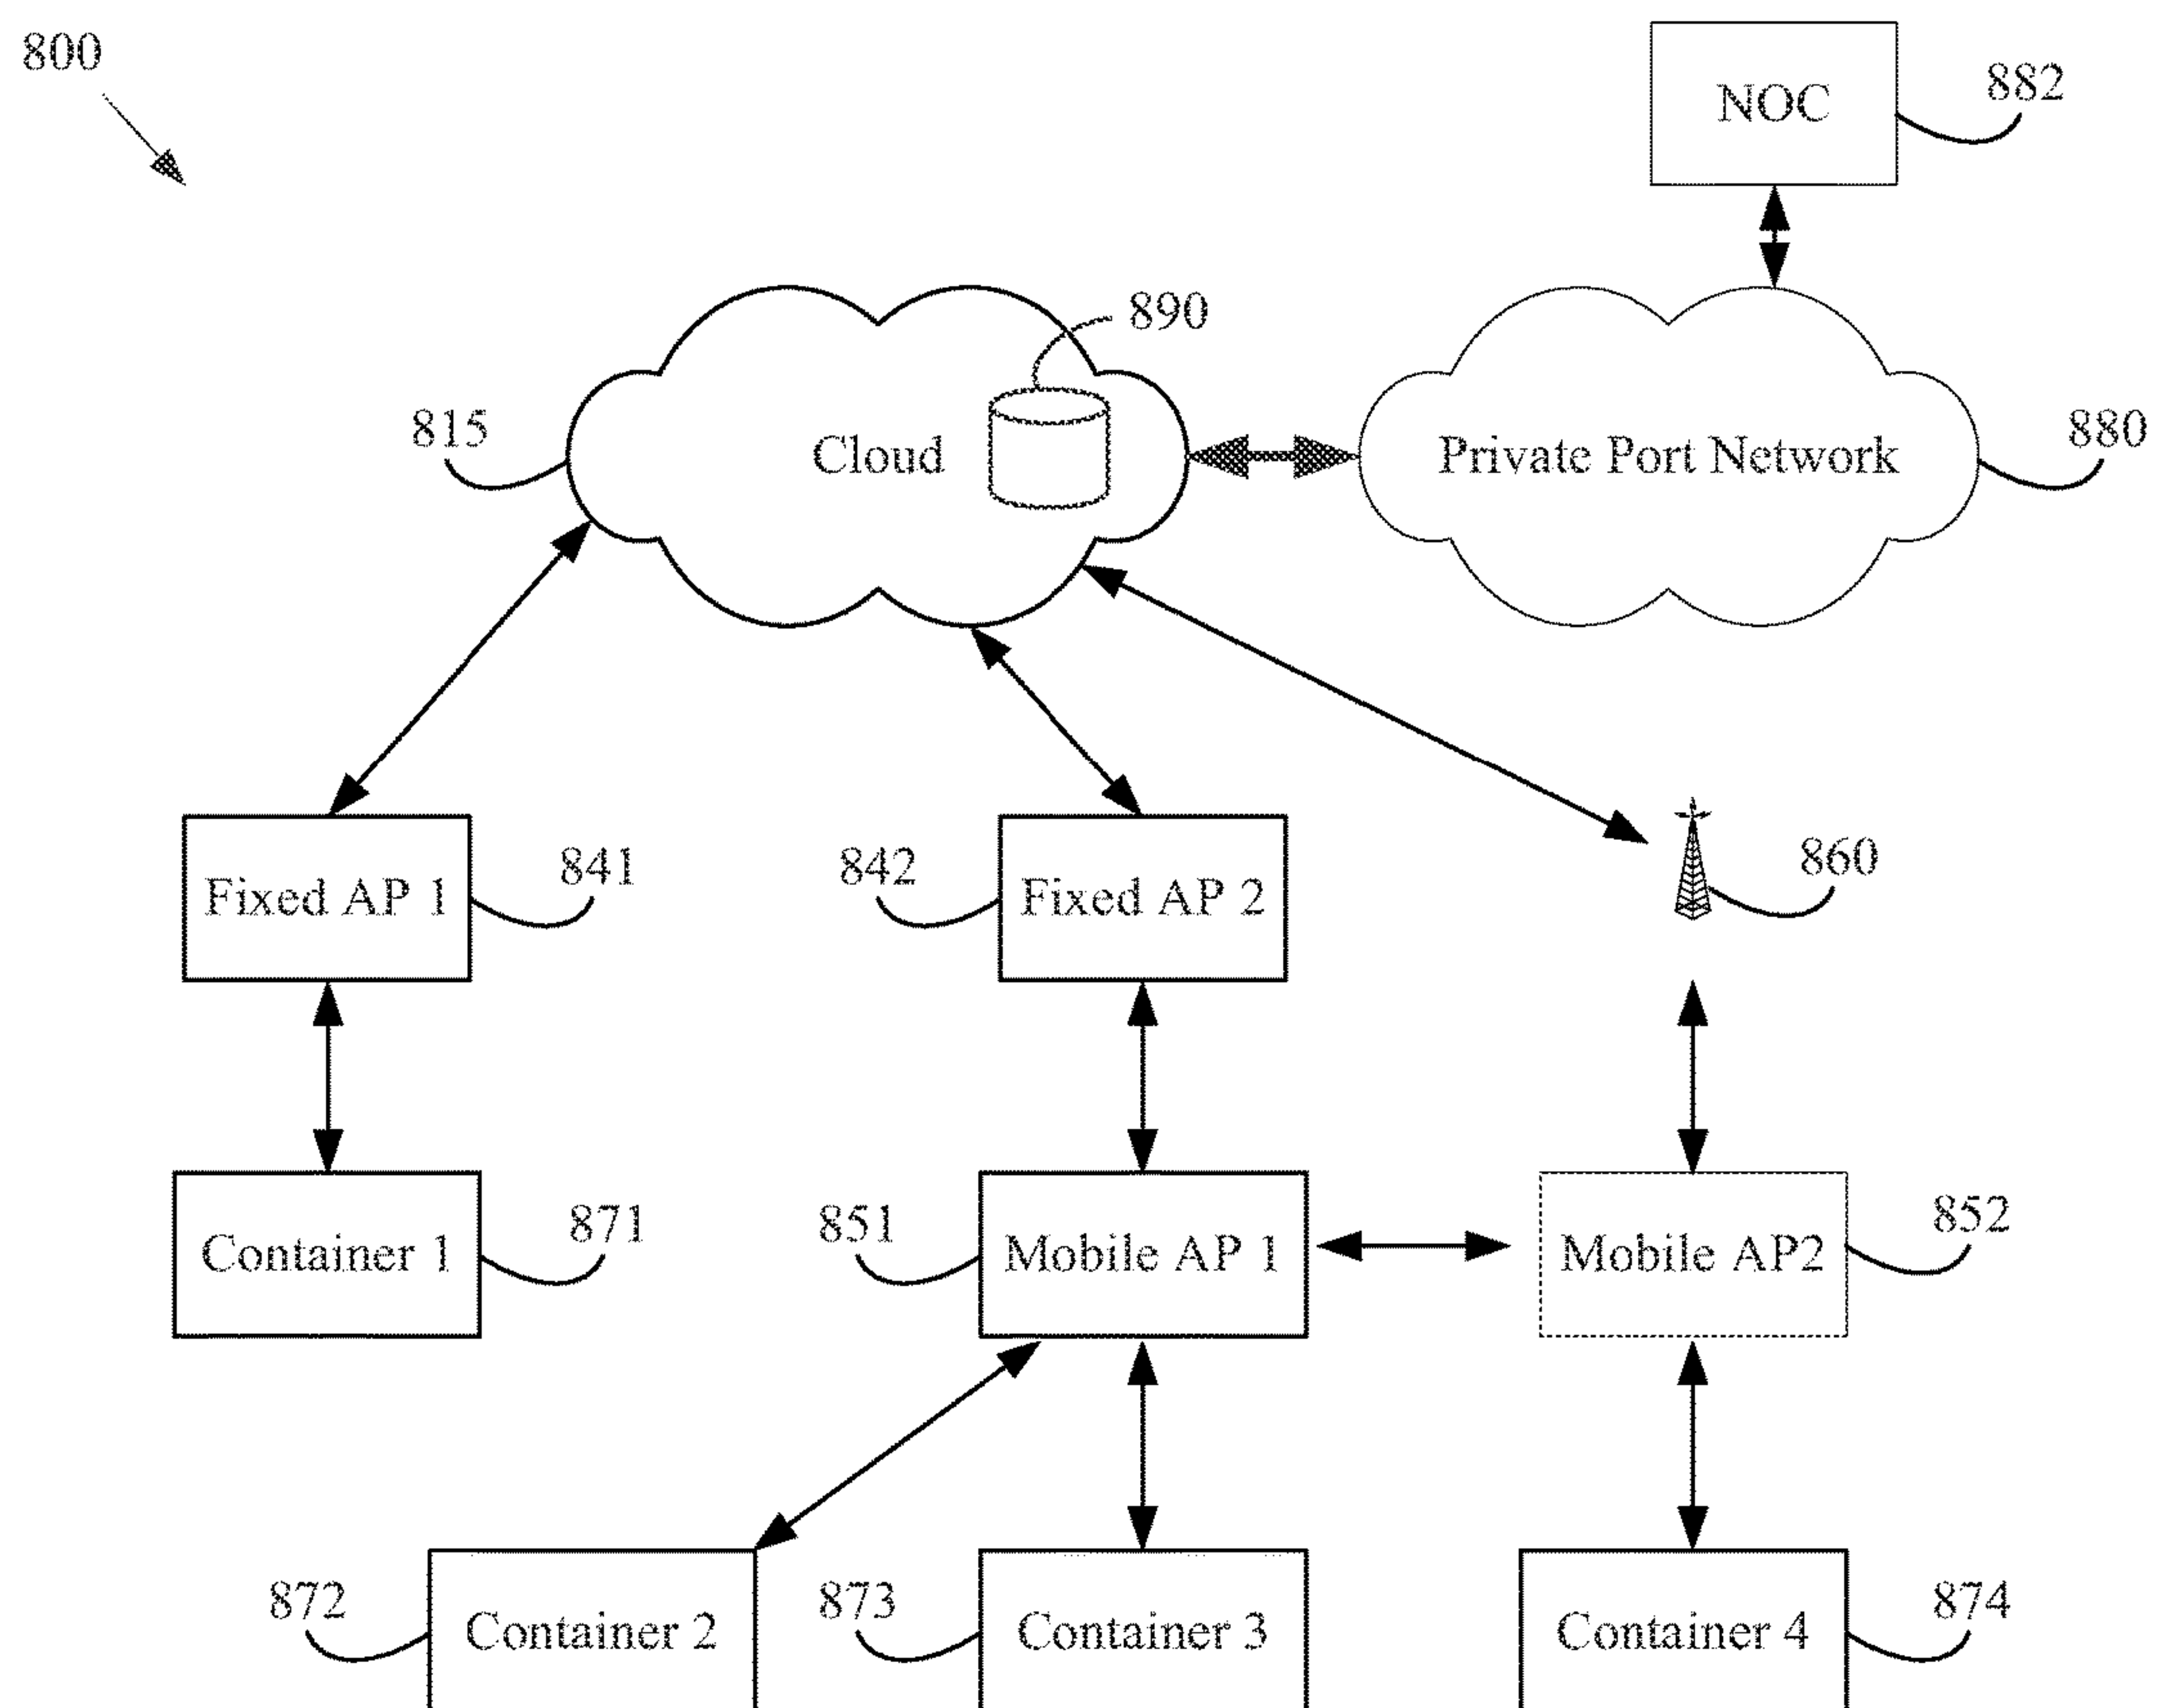 800
NOC
882
890
815
Cloud
Private Port Network
880
Fixed AP 1
841
842
Fixed AP 2
860
Container 1
871
851
Mobile AP 1
Mobile AP2
852
872
Container 2
873
Container 3
Container 4
874